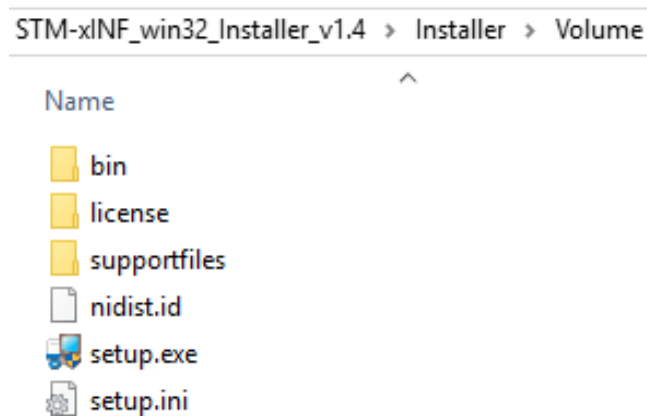 STM-xINF_win32_Installer_v1.4 > Installer > Volume
Name
bin
license
supportfiles
nidist.id
setup.exe
setup.ini